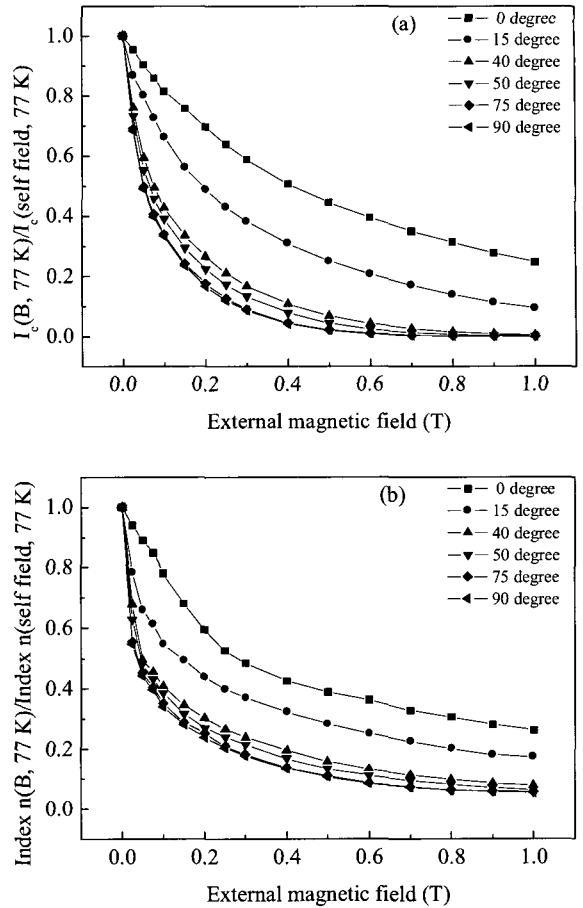 (a)
0 degree
15 degree
40 degree
50 degree
75 degree
90 degree
I_c(B, 77 K)/I_c(self field, 77 K)
1.0
0.8
0.6
0.4
0.2
0.0
0.0 0.2 0.4 0.6 0.8 1.0
External magnetic field (T)
(b)
0 degree
15 degree
40 degree
50 degree
75 degree
90 degree
Index n(B, 77 K)/Index n(self field, 77 K)
1.0
0.8
0.6
0.4
0.2
0.0
0.0 0.2 0.4 0.6 0.8 1.0
External magnetic field (T)